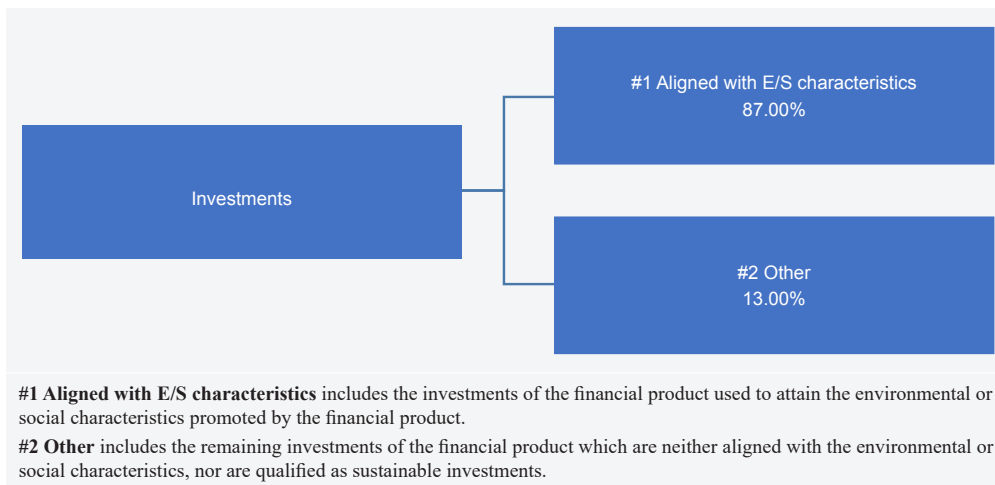 Investments
#1 Aligned with E/S characteristics
87.00%
#2 Other
13.00%
#1 Aligned with E/S characteristics includes the investments of the financial product used to attain the environmental or
social characteristics promoted by the financial product.
#2 Other includes the remaining investments of the financial product which are neither aligned with the environmental or
social characteristics, nor are qualified as sustainable investments.